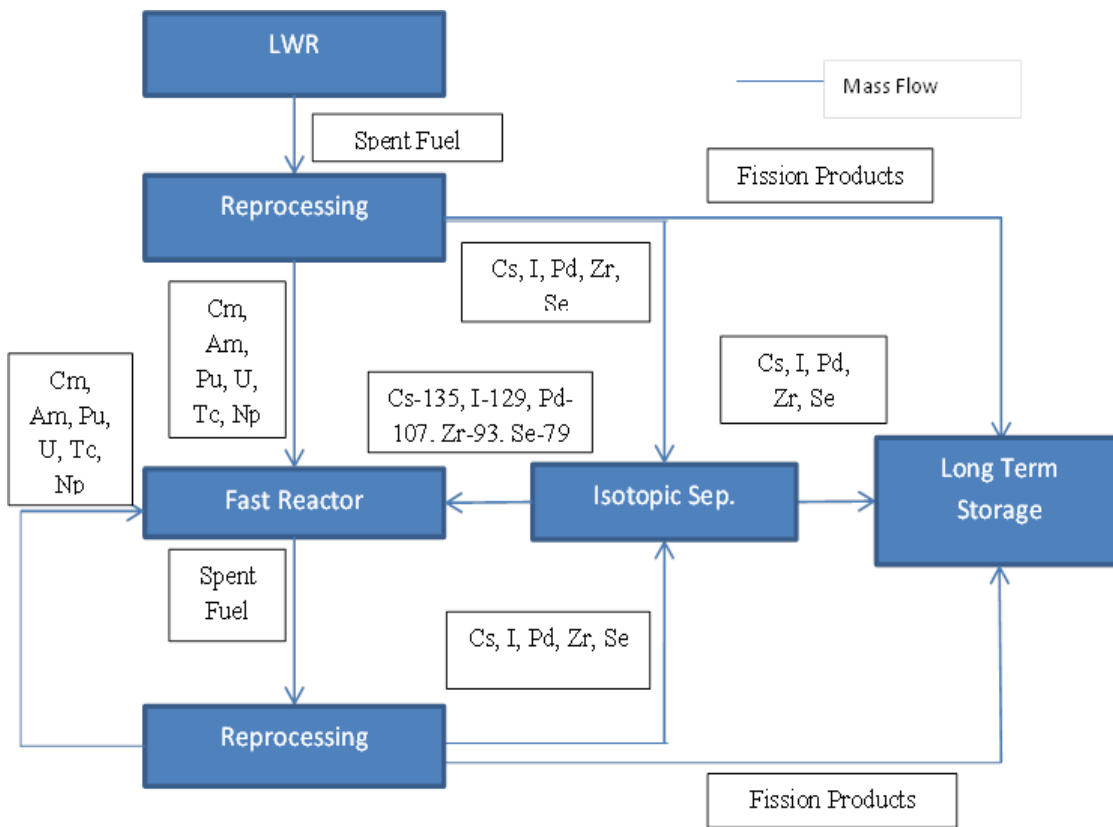 LWR
Mass Flow
Spent Fuel
Fission Products
Reprocessing
Cs, I, Pd, Zr,
Se
Cm,
Am,
Pu, U,
Tc, Np
Cm,
Am, Pu,
U, Tc,
Np
Cs-135, I-129, Pd-
107. Zr-93. Se-79
Cs, I, Pd,
Zr, Se
Fast Reactor
Isotopic Sep.
Long Term
Storage
Spent
Fuel
Cs, I, Pd, Zr, Se
Reprocessing
Fission Products